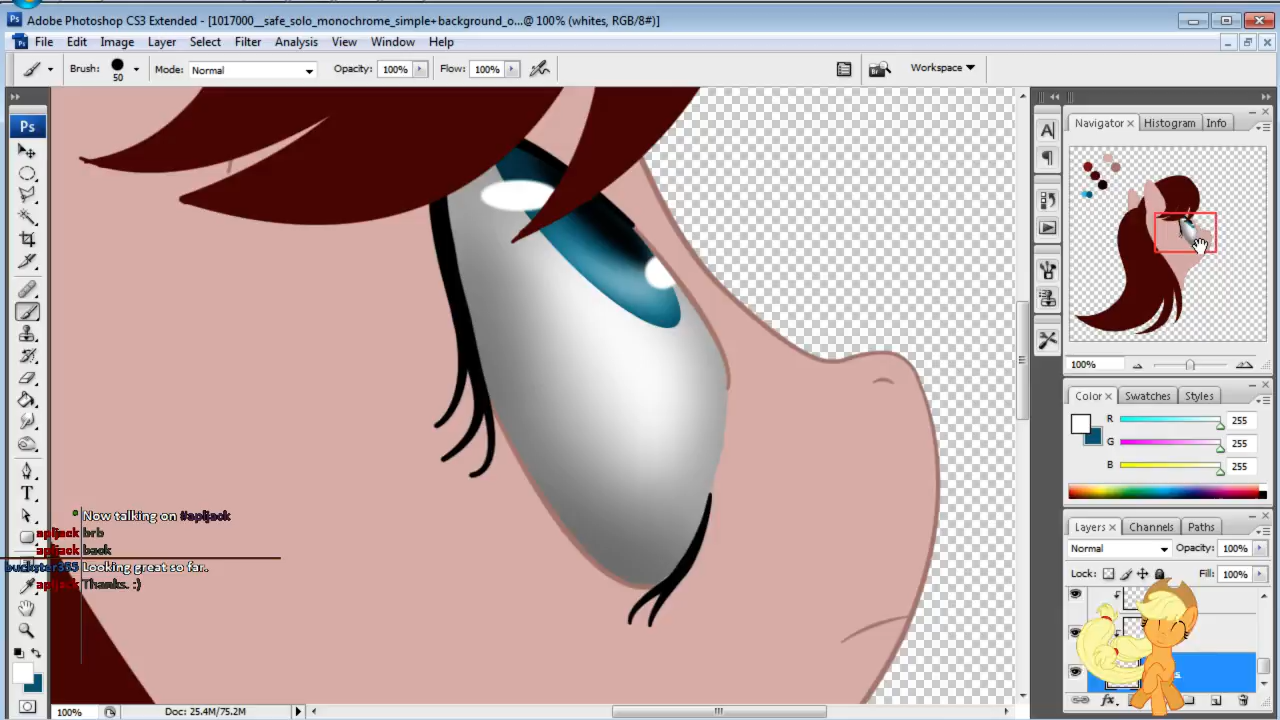 Adobe Photoshop CS3 Extended - [1017000__safe_solo_monochrome_simple+background_o...@ 100% (whites, RGB/8#)]
File Edit Image Layer Select Filter Analysis View Window Help
Brush: 50 Mode: Normal Opacity: 100% Flow: 100% Workspace
Ps
Navigator Histogram Info
100%
Color Swatches Styles
R 255
G 255
B 255
Now talking on #apljack
apljack brb
apljack back
Looking great so far..
apljack Thanks. :)
Layers Channels Paths
Normal Opacity: 100%
Lock: Fill: 100%
100% Doc: 25.4M/75.2M